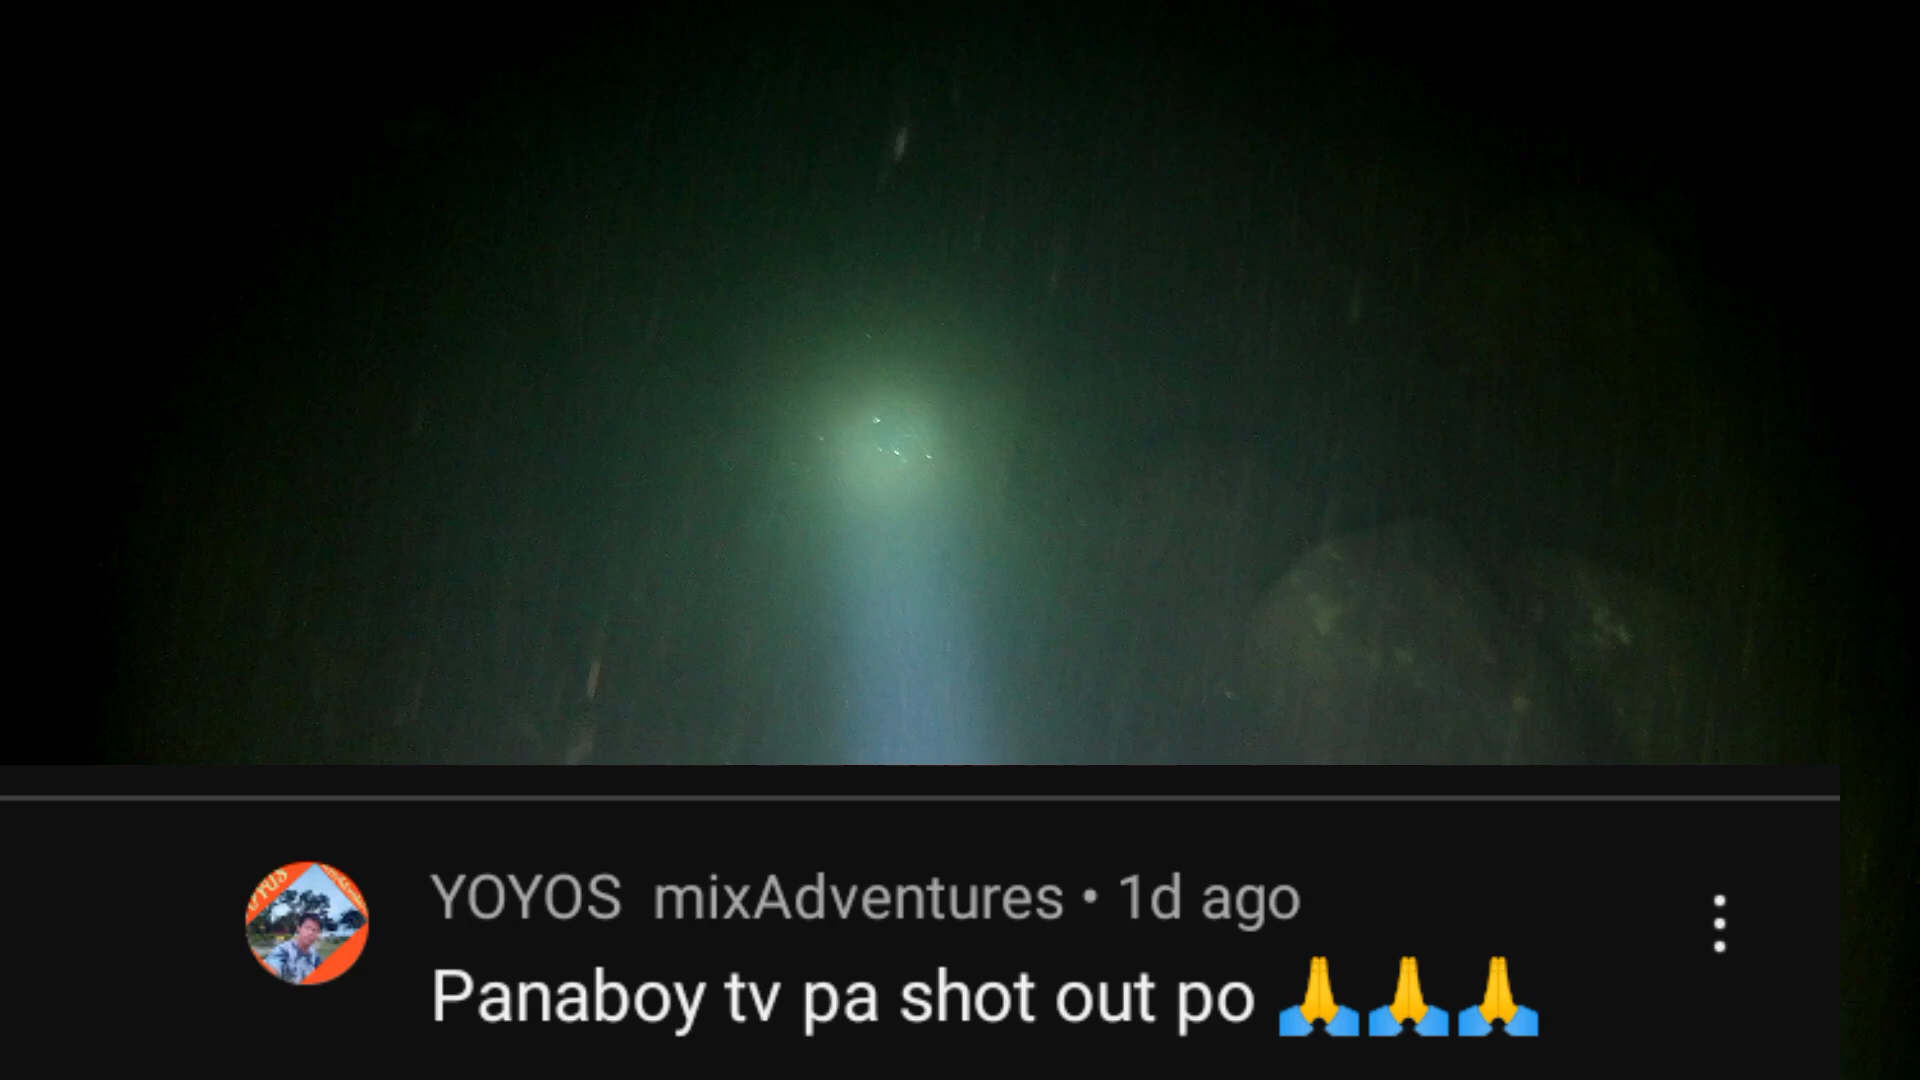 YOYOS mixAdventures • 1d ago
Panaboy tv pa shot out po 🙏🙏🙏